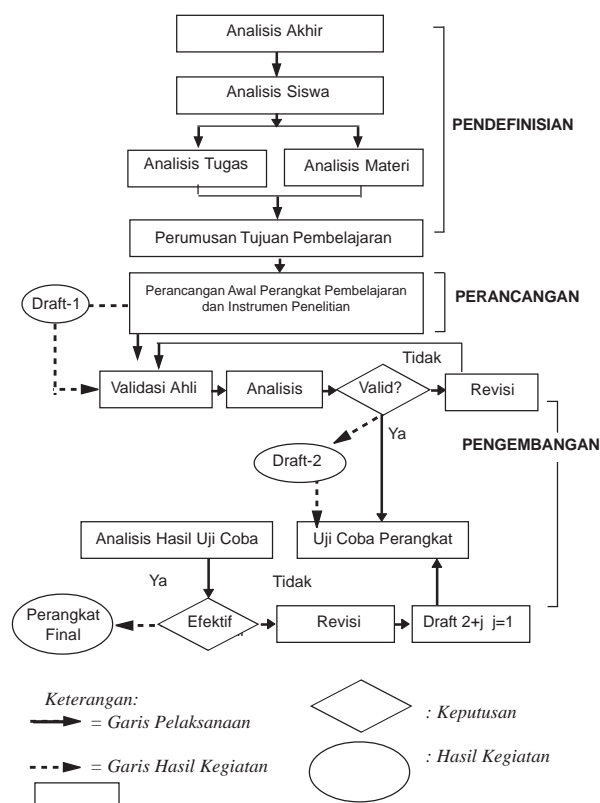 Analisis Akhir
Analisis Siswa
PENDEFINISIAN
Analisis Tugas
Analisis Materi
Perumusan Tujuan Pembelajaran
Draft-1
Perancangan Awal Perangkat Pembelajaran
dan Instrumen Penelitian
PERANCANGAN
Tidak
Validasi Ahli
Analisis
Valid?
Revisi
Ya
PENGEMBANGAN
Draft-2
Analisis Hasil Uji Coba
Uji Coba Perangkat
Ya
Tidak
Perangkat
Final
Efektif
Revisi
Draft 2+j j=1
Keterangan:
= Garis Pelaksanaan
: Keputusan
= Garis Hasil Kegiatan
: Hasil Kegiatan